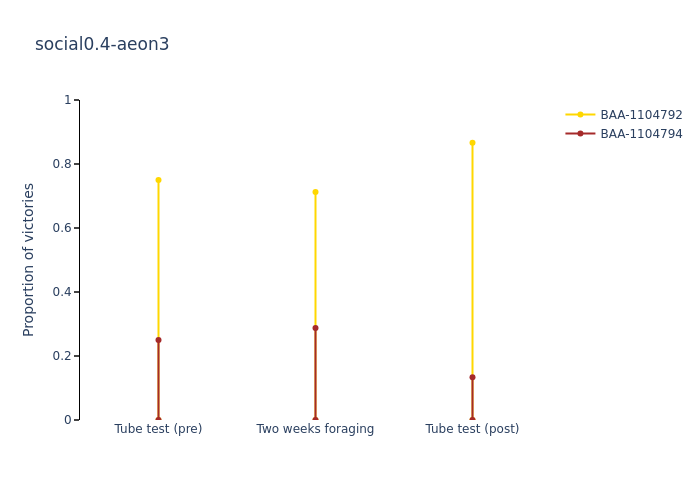 social0.4-aeon3
BAA-1104792
BAA-1104794
Proportion of victories
1
0.8
0.6
0.4
0.2
0
Tube test (pre)
Two weeks foraging
Tube test (post)